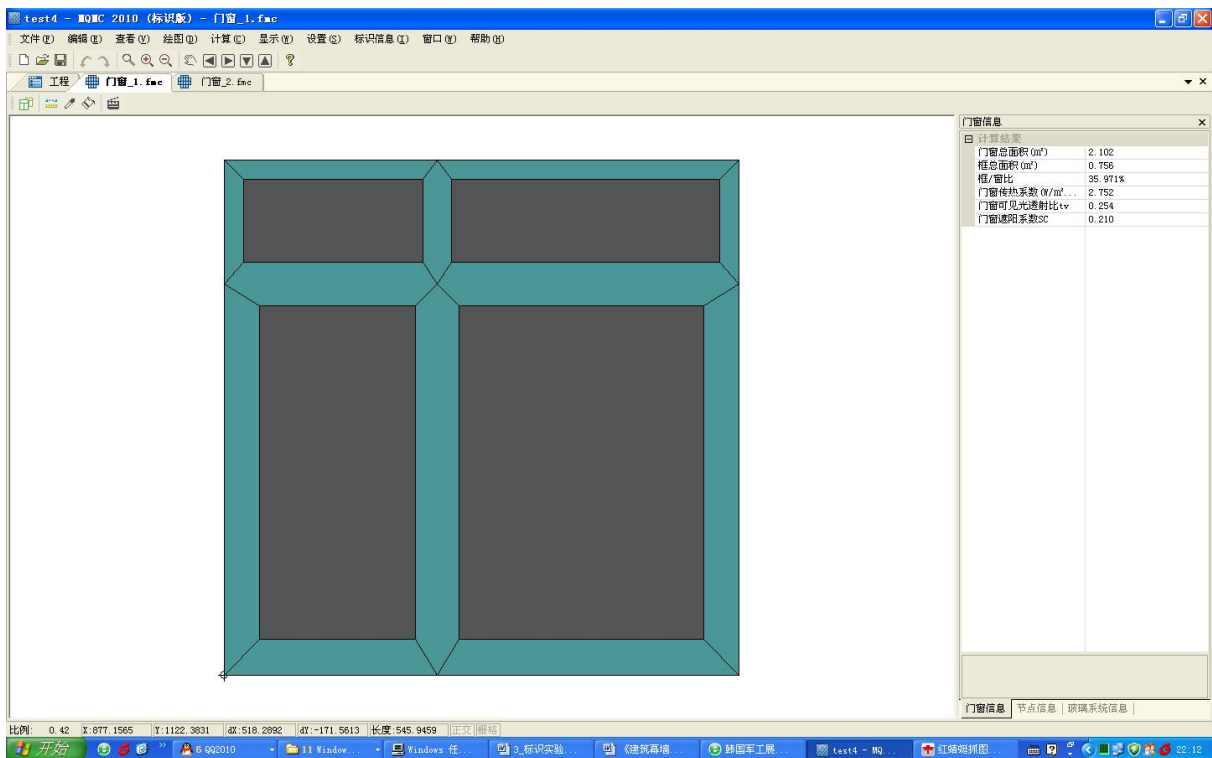 test4 - MQMC 2010 (标识版) - 门窗_1.fmc
文件(F) 编辑(E) 查看(V) 绘图(D) 计算(C) 显示(W) 设置(S) 标识信息(I) 窗口(W) 帮助(H)
工程 门窗_1.fmc 门窗_2.fmc
门窗信息
计算结果
门窗总面积(m²) 2.102
框总面积(m²) 0.756
框/窗比 35.971%
门窗传热系数(W/m²... 2.752
门窗可见光透射比tv 0.254
门窗遮阳系数SC 0.210
门窗信息 节点信息 玻璃系统信息
比例: 0.42 X:877.1565 Y:1122.3831 dX:518.2892 dY:-171.5613 长度:545.9459 正交 栅格
开始 6 QQ2010 11 Window... Windows 任... 3_标识实验... 《建筑幕墙... 韩国军工展... test4 - MQ... 红蜻蜓抓图... 22:12